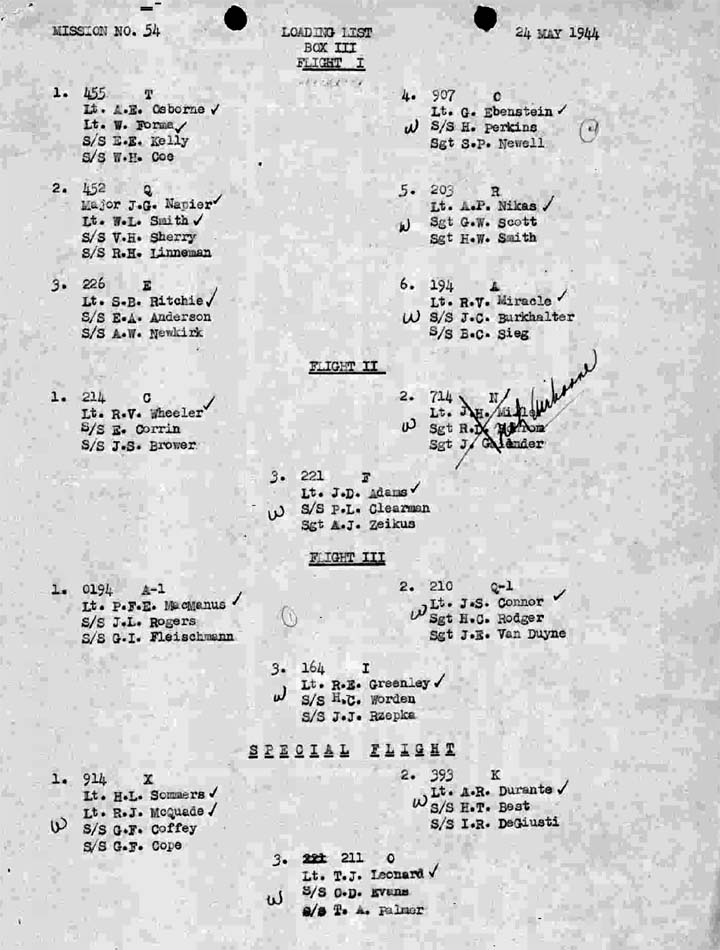 MISSION NO. 54
LOADING LIST
24 MAY 1944
BOX III
FLIGHT I
1. 455 T
Lt. A.E. Osborne ✓
Lt. W. Forma ✓
S/S E.E. Kelly
S/S W.H. Coe
4. 907 C
Lt. G. Ebenstein ✓
W S/S H. Perkins
Sgt S.P. Newell
2. 452 Q
Major J.G. Napier ✓
Lt. W.L. Smith ✓
S/S V.H. Sherry
S/S R.H. Linneman
5. 203 R
Lt. A.P. Nikas ✓
W Sgt G.W. Scott
Sgt H.W. Smith
3. 226 E
Lt. S.B. Ritchie ✓
S/S E.A. Anderson
S/S A.W. Newkirk
6. 194 A
Lt. R.V. Miracle ✓
W S/S J.C. Burkhalter
S/S B.C. Sieg
FLIGHT II
1. 214 C
Lt. R.V. Wheeler ✓
S/S E. Corrin
S/S J.S. Brower
2. 714 N
Lt. J.H.
W Sgt R.D.
Sgt J.
not airborne
3. 221 F
Lt. J.D. Adams ✓
W S/S P.L. Clearman
Sgt A.J. Zeikus
FLIGHT III
1. 0194 A-1
Lt. P.F.E. MacManus ✓
S/S J.L. Rogers
S/S G.I. Fleischmann
2. 210 Q-1
W Lt. J.S. Connor ✓
Sgt H.C. Rodger
Sgt J.E. Van Duyne
3. 164 I
Lt. R.E. Greenley ✓
W S/S H.C. Worden
S/S J.J. Rzepka
SPECIAL FLIGHT
1. 914 X
Lt. H.L. Sommers ✓
Lt. R.J. McQuade ✓
W S/S G.F. Coffey
S/S G.F. Cope
2. 393 K
Lt. A.R. Durante ✓
W S/S H.T. Best
S/S I.R. DeGiusti
3. 221 211 O
Lt. T.J. Leonard ✓
W S/S O.D. Evans
S/S T. A. Palmer